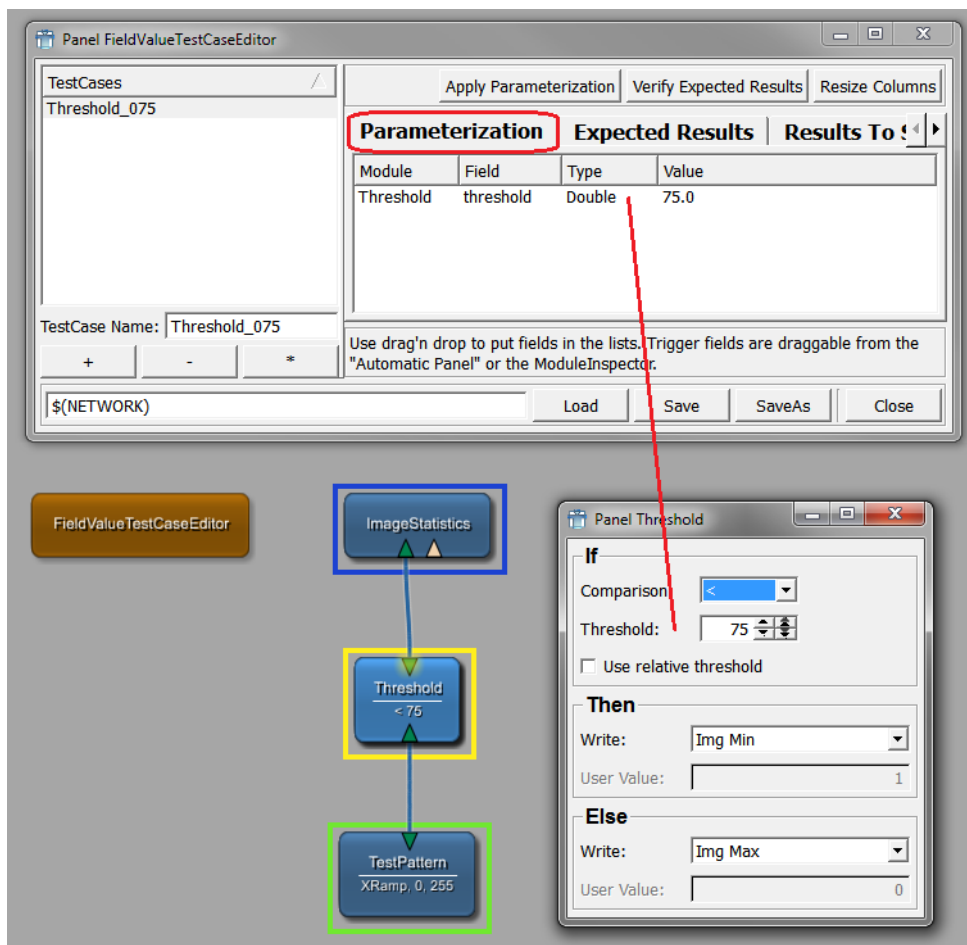 Panel FieldValueTestCaseEditor
TestCases
Threshold_075
TestCase Name: Threshold_075
+ - *
Apply Parameterization Verify Expected Results Resize Columns
Parameterization Expected Results Results To
Module Field Type Value
Threshold threshold Double 75.0
Use drag'n drop to put fields in the lists. Trigger fields are draggable from the
"Automatic Panel" or the ModuleInspector.
$(NETWORK) Load Save SaveAs Close
FieldValueTestCaseEditor
ImageStatistics
Threshold
< 75
TestPattern
XRamp, 0, 255
Panel Threshold
If
Comparison: <
Threshold: 75
Use relative threshold
Then
Write: Img Min
User Value: 1
Else
Write: Img Max
User Value: 0